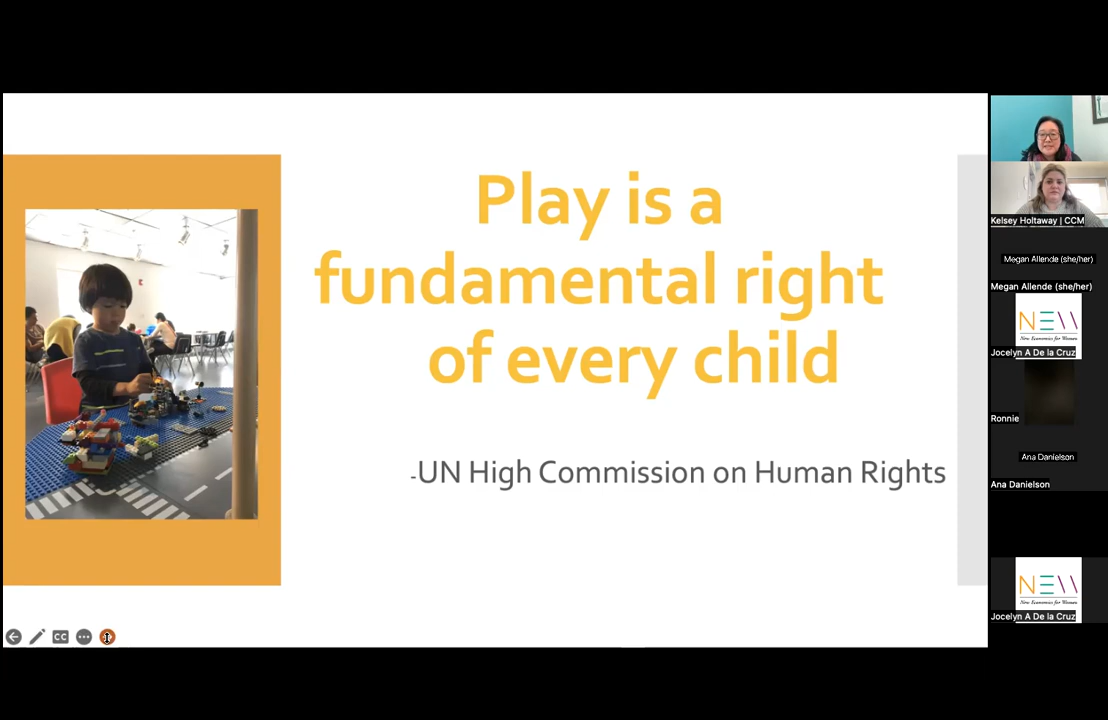 Play is a
fundamental right
of every child
-UN High Commission on Human Rights
CC
Kelsey Holtaway | CCM
Megan Allende (she/her)
Megan Allende (she/her)
NEW
New Economics for Women
Jocelyn A De la Cruz
Ronnie
Ana Danielson
Ana Danielson
NEW
New Economics for Women
Jocelyn A De la Cruz